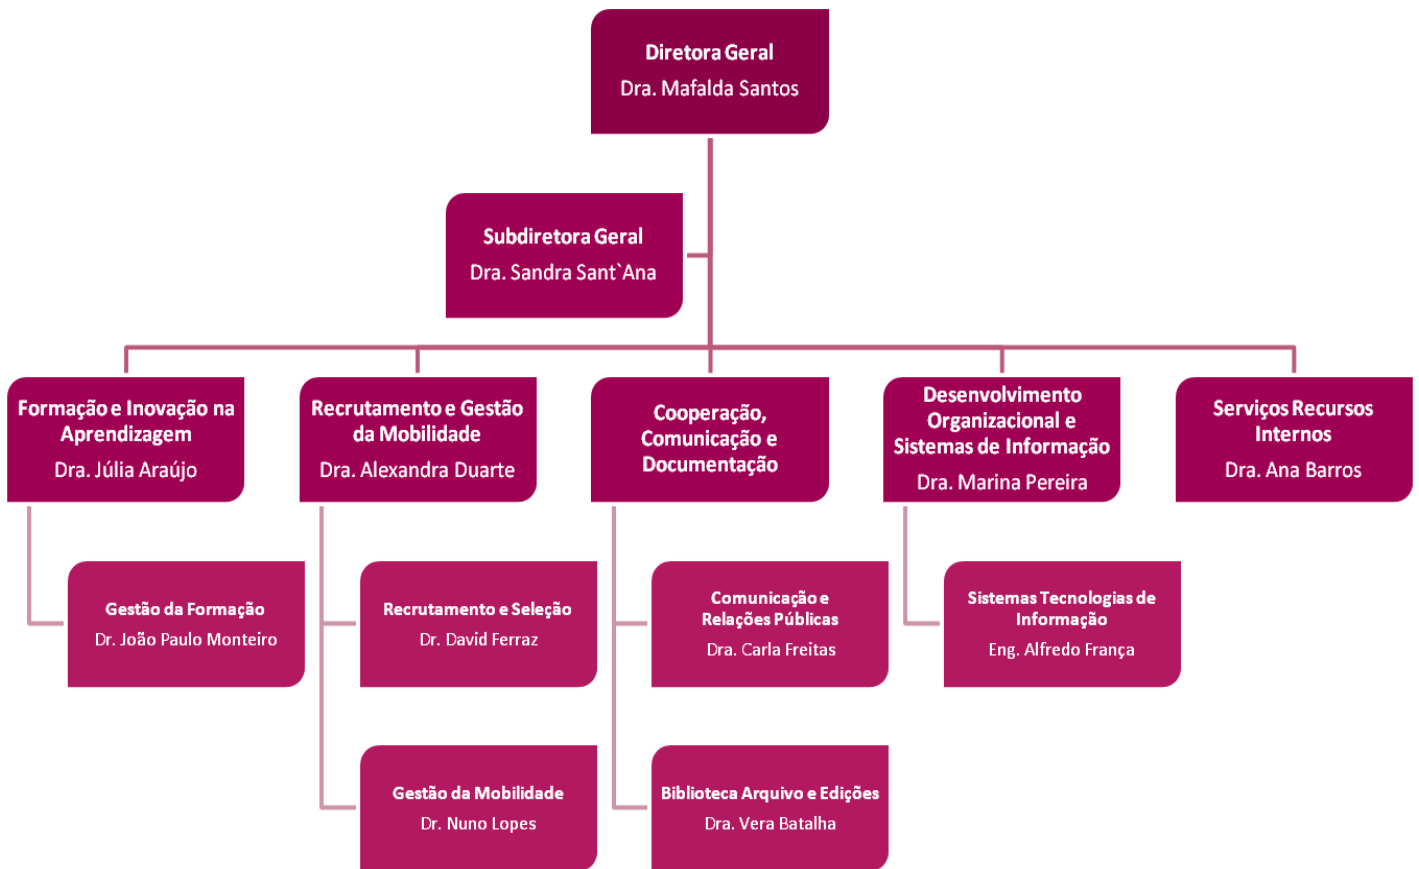 Diretora Geral
Dra. Mafalda Santos
Subdiretora Geral
Dra. Sandra Sant`Ana
Formação e Inovação na
Aprendizagem
Dra. Júlia Araújo
Recrutamento e Gestão
da Mobilidade
Dra. Alexandra Duarte
Cooperação,
Comunicação e
Documentação
Desenvolvimento
Organizacional e
Sistemas de Informação
Dra. Marina Pereira
Serviços Recursos
Internos
Dra. Ana Barros
Gestão da Formação
Dr. João Paulo Monteiro
Recrutamento e Seleção
Dr. David Ferraz
Comunicação e
Relações Públicas
Dra. Carla Freitas
Sistemas Tecnologias de
Informação
Eng. Alfredo França
Gestão da Mobilidade
Dr. Nuno Lopes
Biblioteca Arquivo e Edições
Dra. Vera Batalha